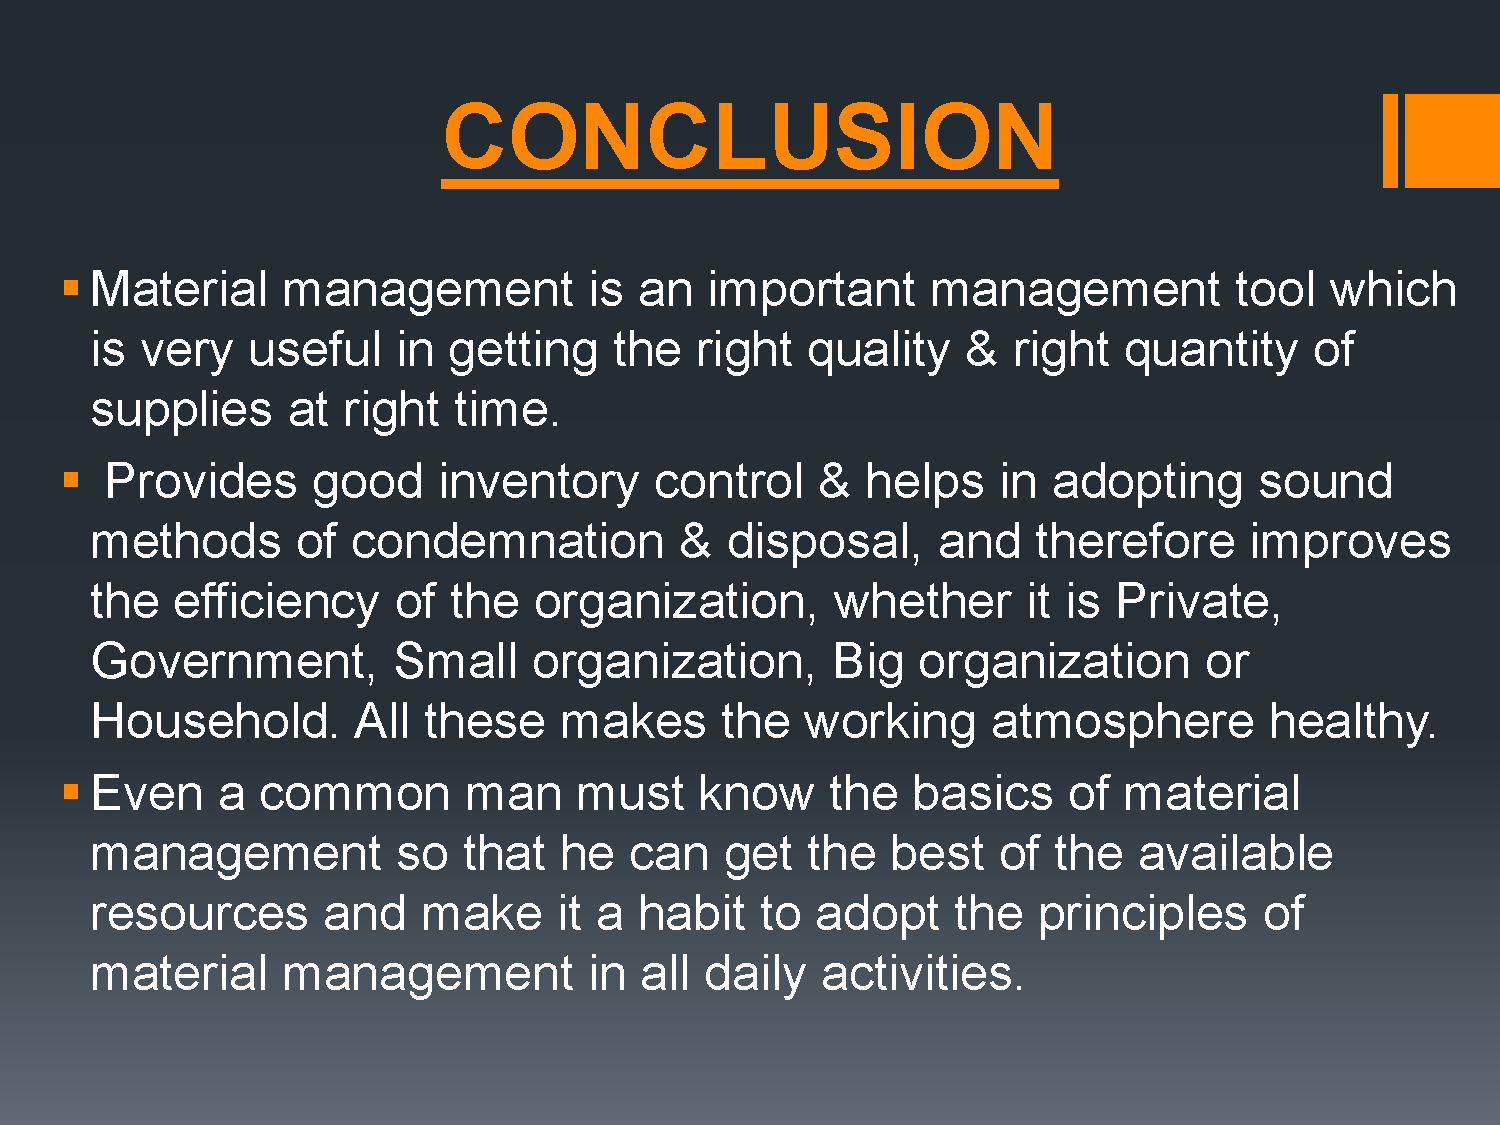 CONCLUSION
▪ Material management is an important management tool which
is very useful in getting the right quality & right quantity of
supplies at right time.
▪ Provides good inventory control & helps in adopting sound
methods of condemnation & disposal, and therefore improves
the efficiency of the organization, whether it is Private,
Government, Small organization, Big organization or
Household. All these makes the working atmosphere healthy.
▪ Even a common man must know the basics of material
management so that he can get the best of the available
resources and make it a habit to adopt the principles of
material management in all daily activities.